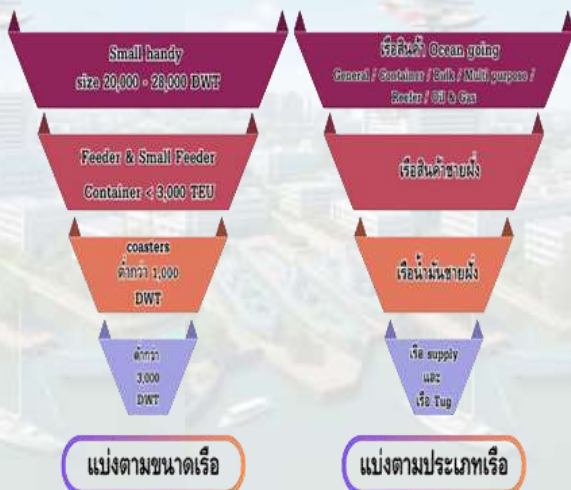 Small handy
size 20,000 - 28,000 DWT
Feeder & Small Feeder
Container < 3,000 TEU
coasters
ต่ำกว่า 1,000
DWT
ต่ำกว่า
3,000
DWT
แบ่งตามขนาดเรือ
เรือสินค้า Ocean going
General / Container / Bulk / Multi purpose /
Reefer / Oil & Gas
เรือสินค้าชายฝั่ง
เรือน้ำมันชายฝั่ง
เรือ supply
และ
เรือ Tug
แบ่งตามประเภทเรือ